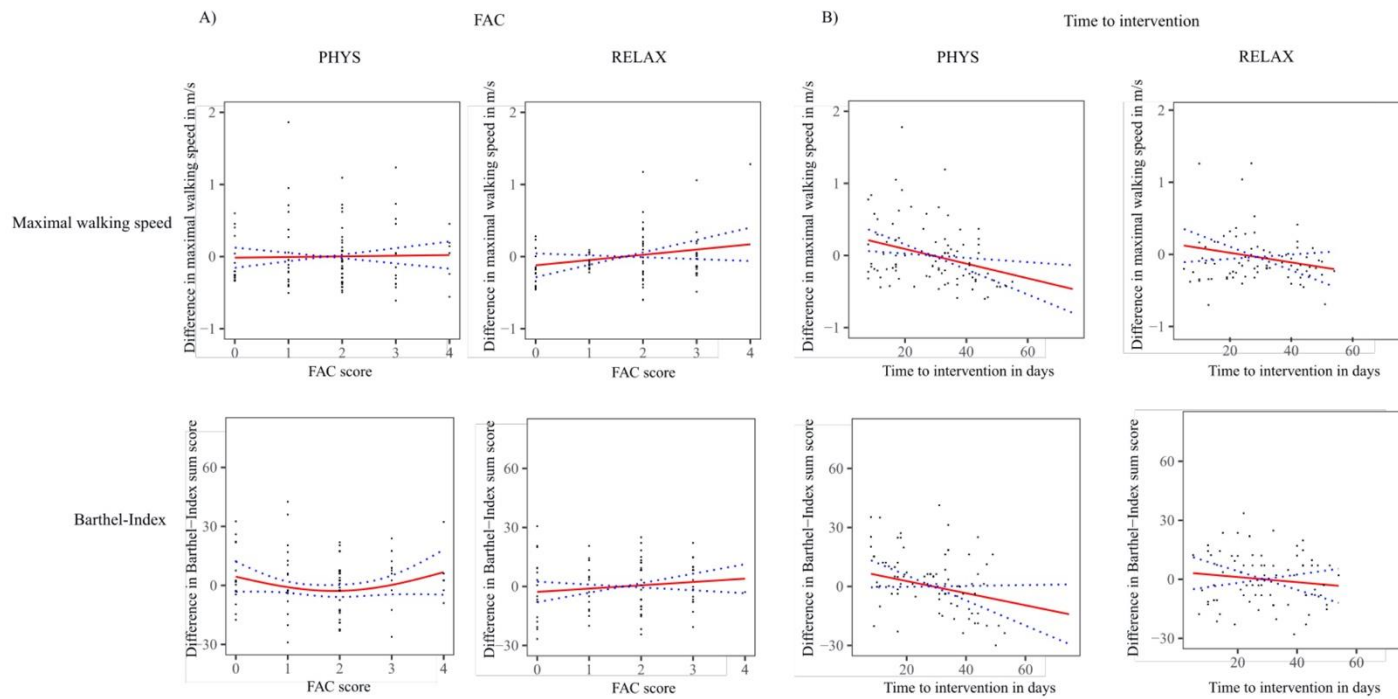 A)
FAC
B)
Time to intervention
PHYS
RELAX
PHYS
RELAX
Maximal walking speed
Difference in maximal walking speed in m/s
2
1
0
−1
0 1 2 3 4
FAC score
Difference in maximal walking speed in m/s
2
1
0
−1
0 1 2 3 4
FAC score
Difference in maximal walking speed in m/s
2
1
0
−1
20 40 60
Time to intervention in days
Difference in maximal walking speed in m/s
2
1
0
−1
20 40 60
Time to intervention in days
Barthel-Index
Difference in Barthel−Index sum score
60
30
0
−30
0 1 2 3 4
FAC score
Difference in Barthel−Index sum score
60
30
0
−30
0 1 2 3 4
FAC score
Difference in Barthel−Index sum score
60
30
0
−30
20 40 60
Time to intervention in days
Difference in Barthel−Index sum score
60
30
0
−30
20 40 60
Time to intervention in days